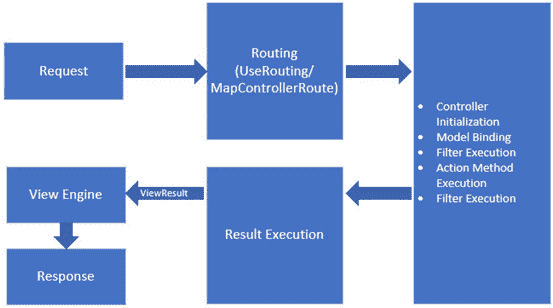 Request
Routing
(UseRouting/
MapControllerRoute)
• Controller
Initialization
• Model Binding
• Filter Execution
• Action Method
Execution
• Filter Execution
Result Execution
ViewResult
View Engine
Response